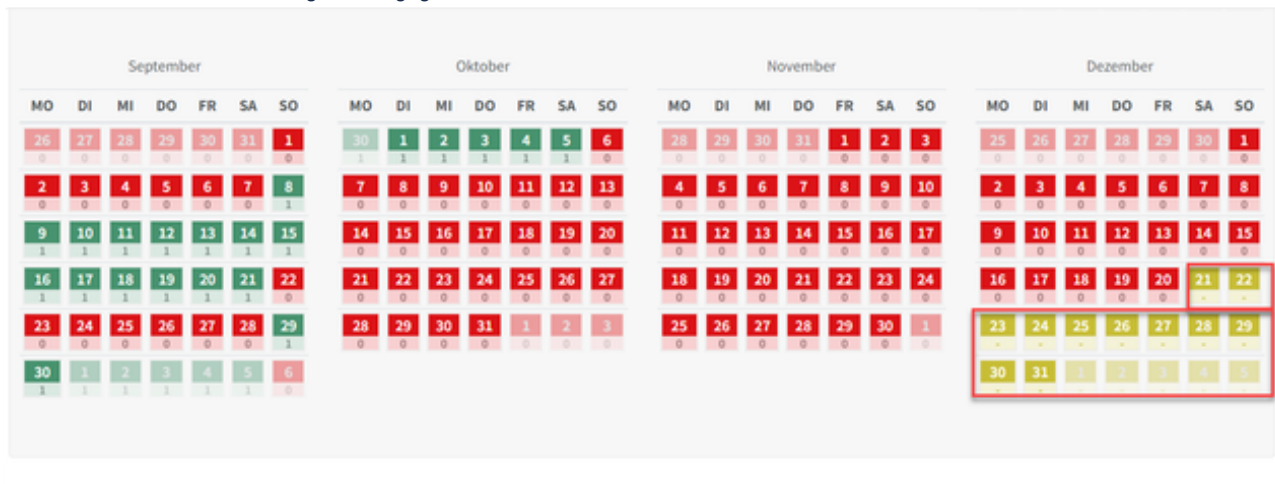 September Oktober November Dezember
MO DI MI DO FR SA SO MO DI MI DO FR SA SO MO DI MI DO FR SA SO MO DI MI DO FR SA SO
26 27 28 29 30 31 1 30 1 2 3 4 5 6 28 29 30 31 1 2 3 25 26 27 28 29 30 1
0 0 0 0 0 0 0 1 1 1 1 1 1 0 0 0 0 0 0 0 0 0 0 0 0 0 0 0
2 3 4 5 6 7 8 7 8 9 10 11 12 13 4 5 6 7 8 9 10 2 3 4 5 6 7 8
0 0 0 0 0 0 1 0 0 0 0 0 0 0 0 0 0 0 0 0 0 0 0 0 0 0 0 0
9 10 11 12 13 14 15 14 15 16 17 18 19 20 11 12 13 14 15 16 17 9 10 11 12 13 14 15
1 1 1 1 1 1 1 0 0 0 0 0 0 0 0 0 0 0 0 0 0 0 0 0 0 0 0 0
16 17 18 19 20 21 22 21 22 23 24 25 26 27 18 19 20 21 22 23 24 16 17 18 19 20 21 22
1 1 1 1 1 1 0 0 0 0 0 0 0 0 0 0 0 0 0 0 0 0 0 0 0 0 - -
23 24 25 26 27 28 29 28 29 30 31 1 2 3 25 26 27 28 29 30 1 23 24 25 26 27 28 29
0 0 0 0 0 0 1 0 0 0 0 0 0 0 0 0 0 0 0 0 0 - - - - - - -
30 1 2 3 4 5 6 30 31 1 2 3 4 5
1 1 1 1 1 1 0 - - - - - - -